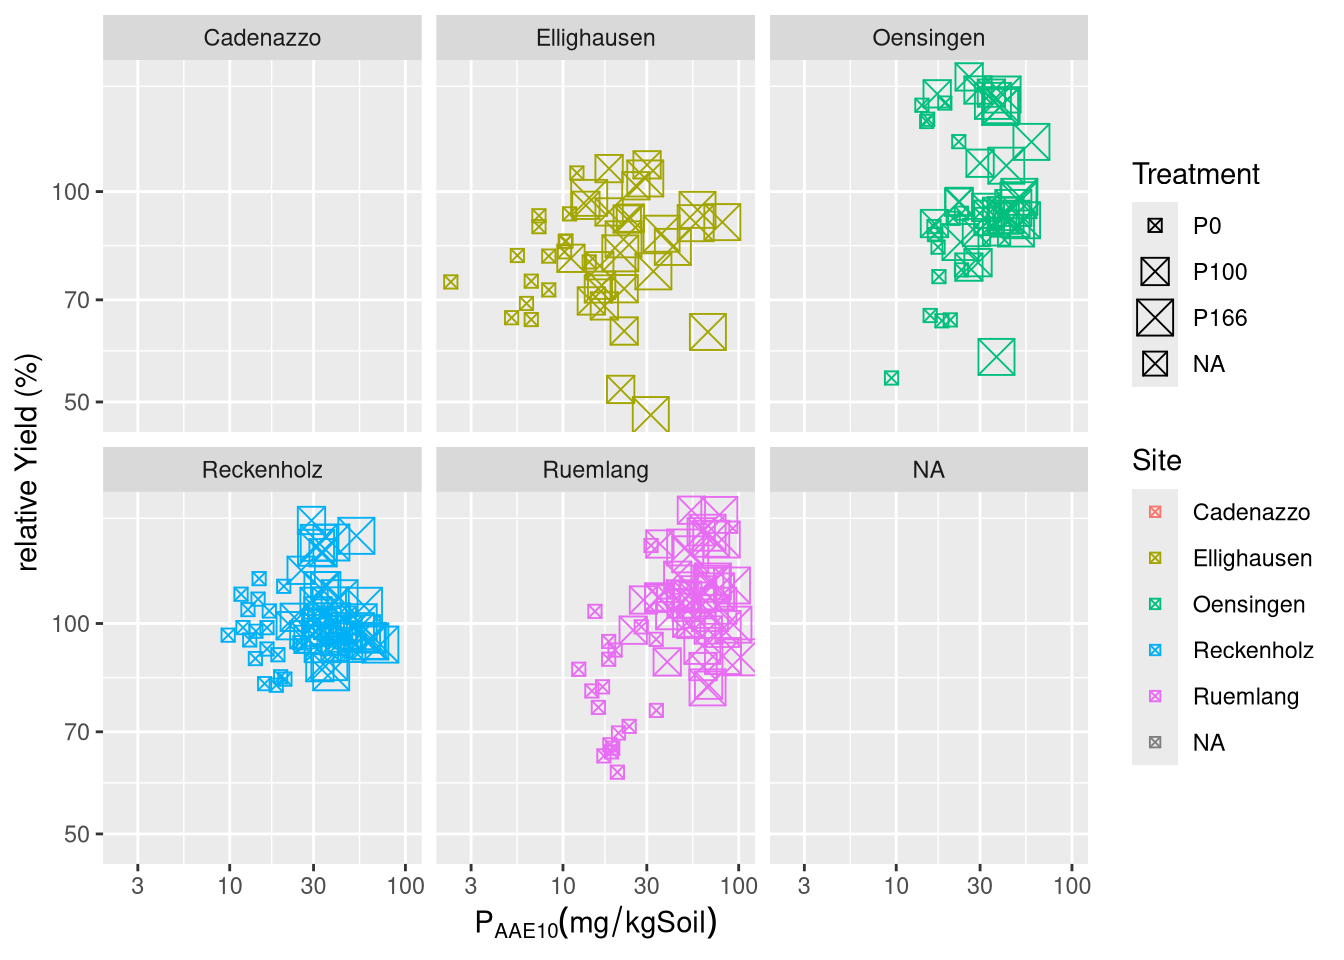 Cadenazzo
Ellighausen
Oensingen
100
70
50
Reckenholz
Ruemlang
NA
100
70
50
3 10 30 100
3 10 30 100
3 10 30 100
relative Yield (%)
PAAE10(mg/kgSoil)
Treatment
P0
P100
P166
NA
Site
Cadenazzo
Ellighausen
Oensingen
Reckenholz
Ruemlang
NA